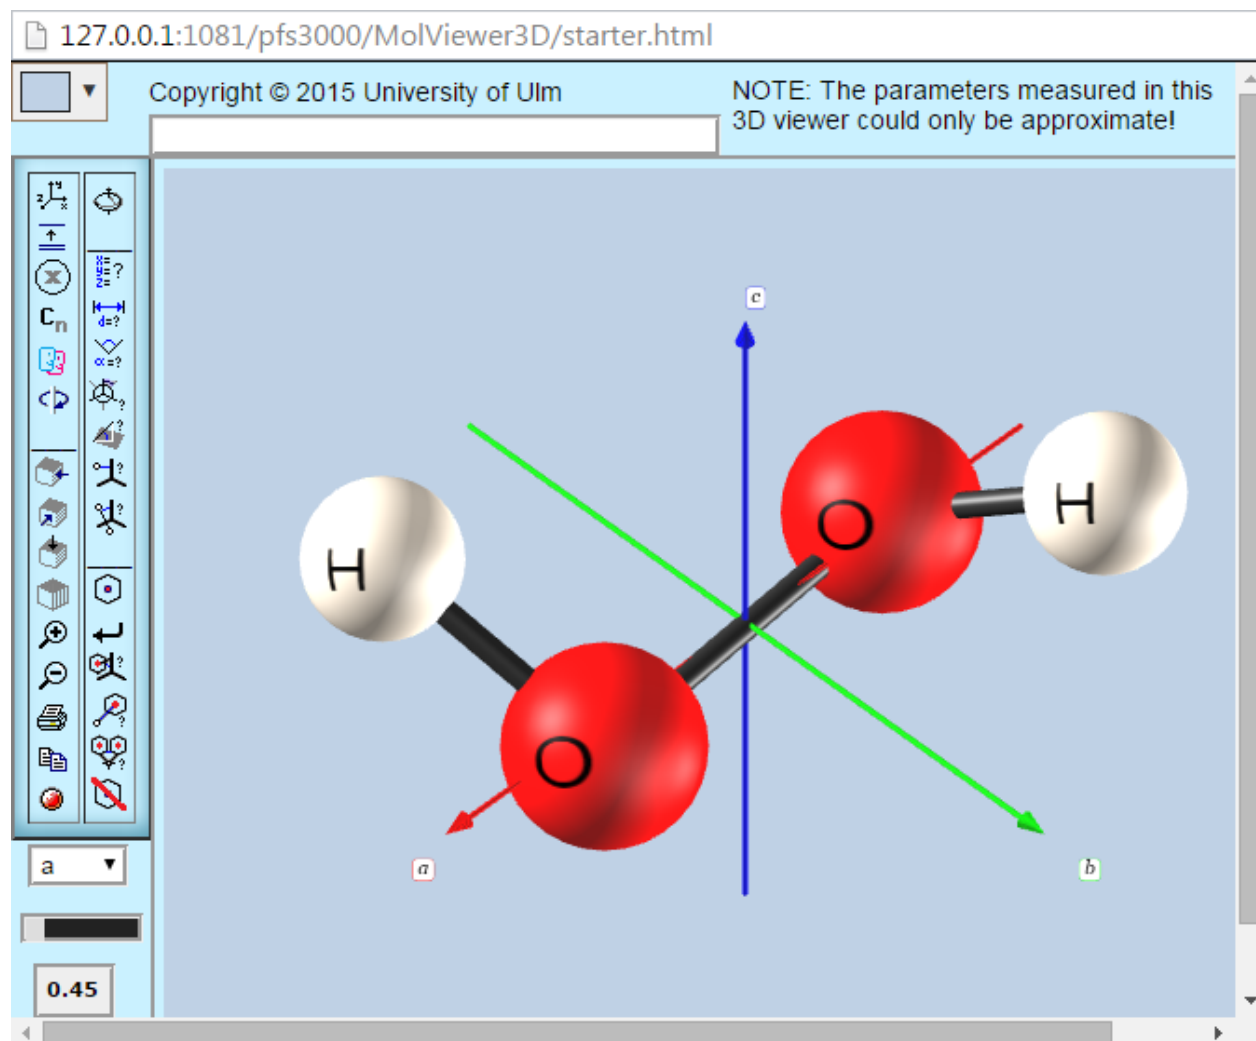 127.0.0.1:1081/pfs3000/MolViewer3D/starter.html
Copyright © 2015 University of Ulm
NOTE: The parameters measured in this
3D viewer could only be approximate!
z y x
x=
y= ?
z=
x
Cn
d=?
α=?
?
?
?
?
?
?
?
c
H
O
O
H
a
b
a
0.45